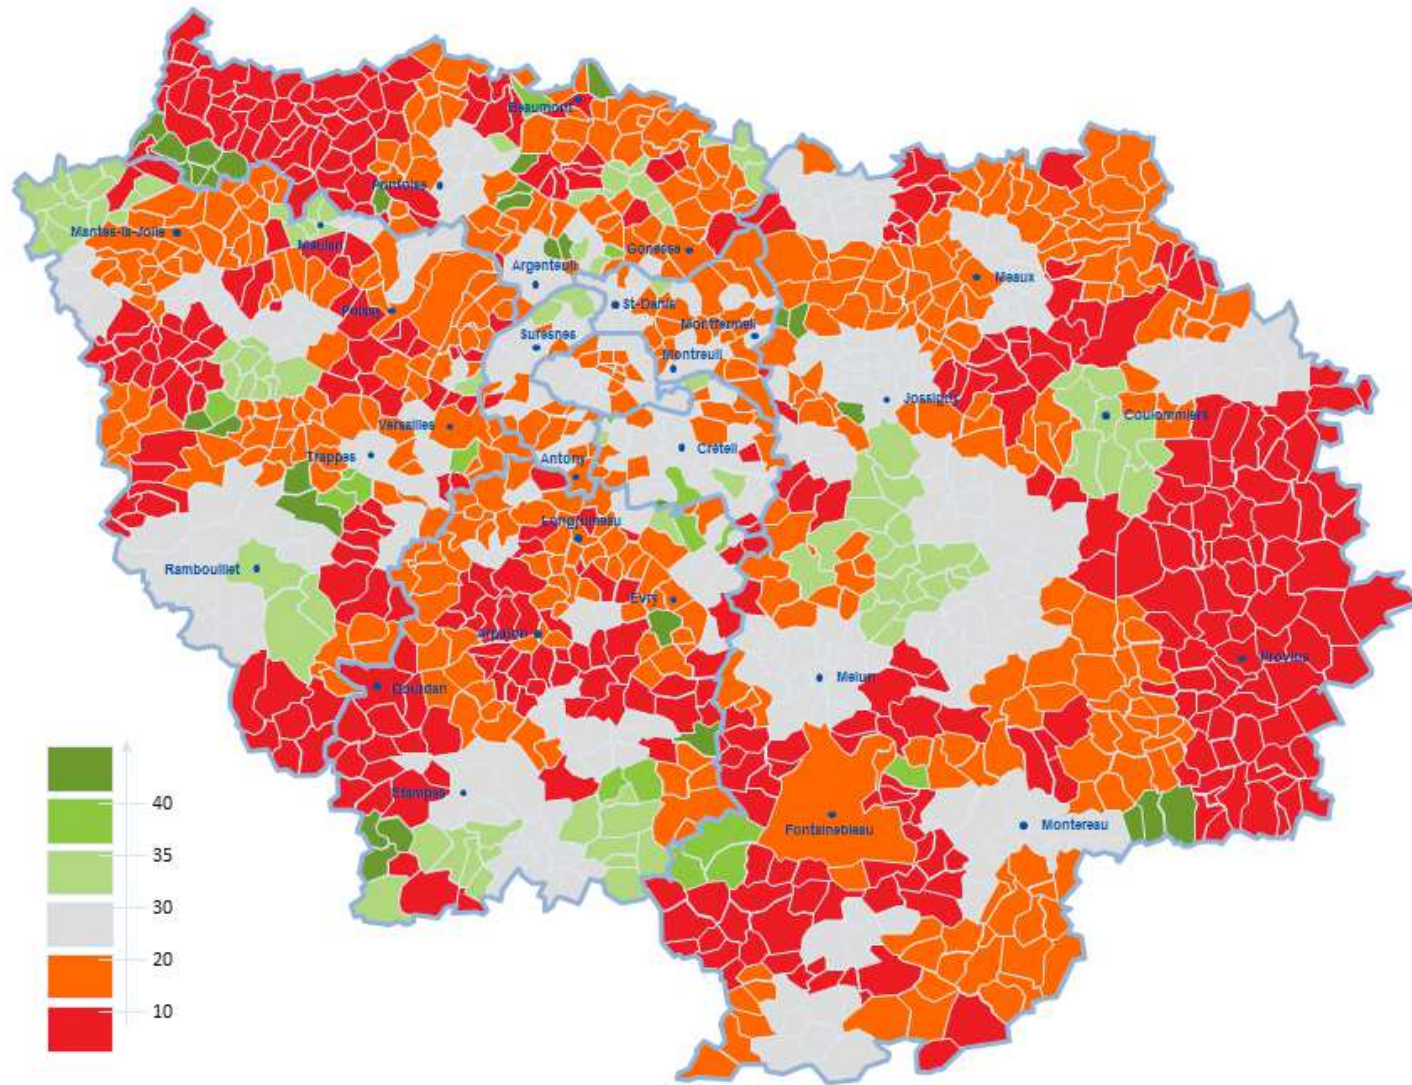 Beaumont
Pontoise
Mantes-la-Jolie
Meulan
Gonesse
Argenteuil
Meaux
St-Denis
Poissy
Montfermeil
Suresnes
Montreuil
Jossigny
Coulommiers
Versailles
Trappes
Créteil
Antony
Longjumeau
Rambouillet
Evry
Arpajon
Provins
Melun
Dourdan
Etampes
Fontainebleau
Montereau
40
35
30
20
10